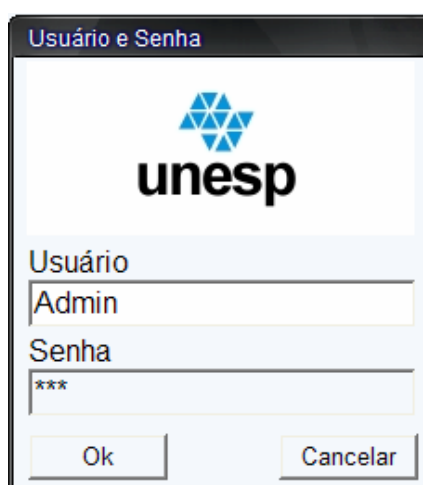 Usuário e Senha
unesp
Usuário
Admin
Senha
***
Ok Cancelar